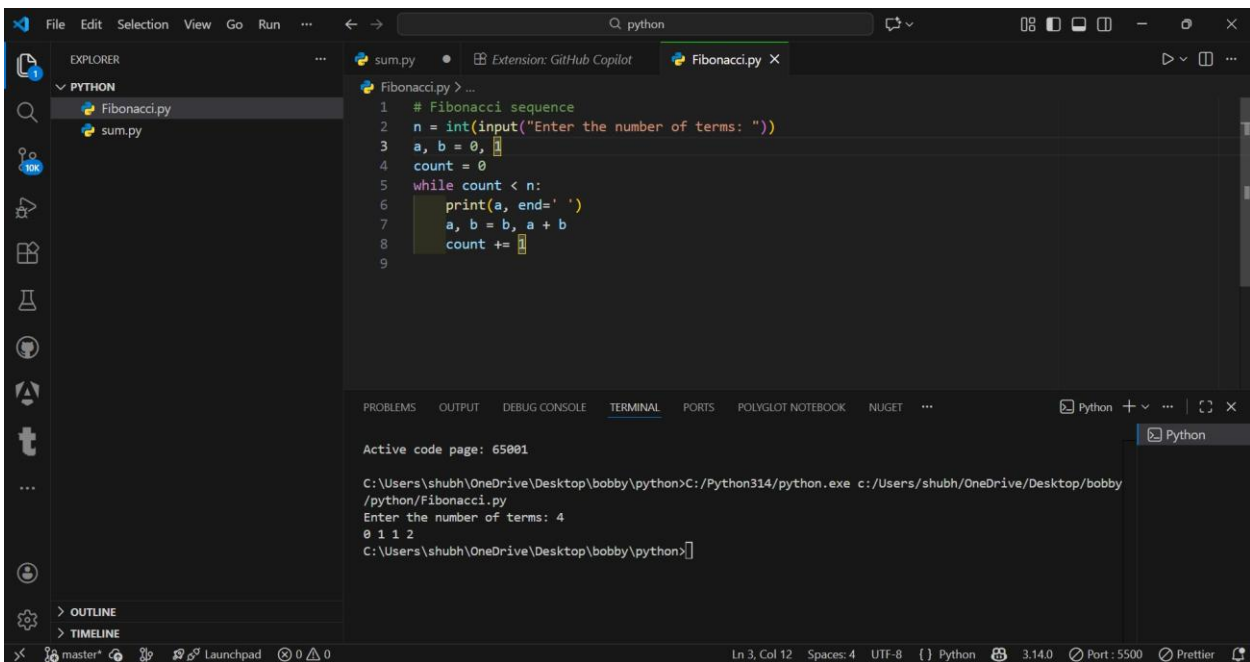 File Edit Selection View Go Run ··· python
EXPLORER ···
PYTHON
Fibonacci.py
sum.py
OUTLINE
TIMELINE
sum.py Extension: GitHub Copilot Fibonacci.py
Fibonacci.py > ...
1 # Fibonacci sequence
2 n = int(input("Enter the number of terms: "))
3 a, b = 0, 1
4 count = 0
5 while count < n:
6 print(a, end=' ')
7 a, b = b, a + b
8 count += 1
9
PROBLEMS OUTPUT DEBUG CONSOLE TERMINAL PORTS POLYGLOT NOTEBOOK NUGET ··· Python
Python
Active code page: 65001
C:\Users\shubh\OneDrive\Desktop\bobby\python>C:/Python314/python.exe c:/Users/shubh/OneDrive/Desktop/bobby
/python/Fibonacci.py
Enter the number of terms: 4
0 1 1 2
C:\Users\shubh\OneDrive\Desktop\bobby\python>
1
10K
t
master* Launchpad 0 0 Ln 3, Col 12 Spaces: 4 UTF-8 { } Python 3.14.0 Port : 5500 Prettier